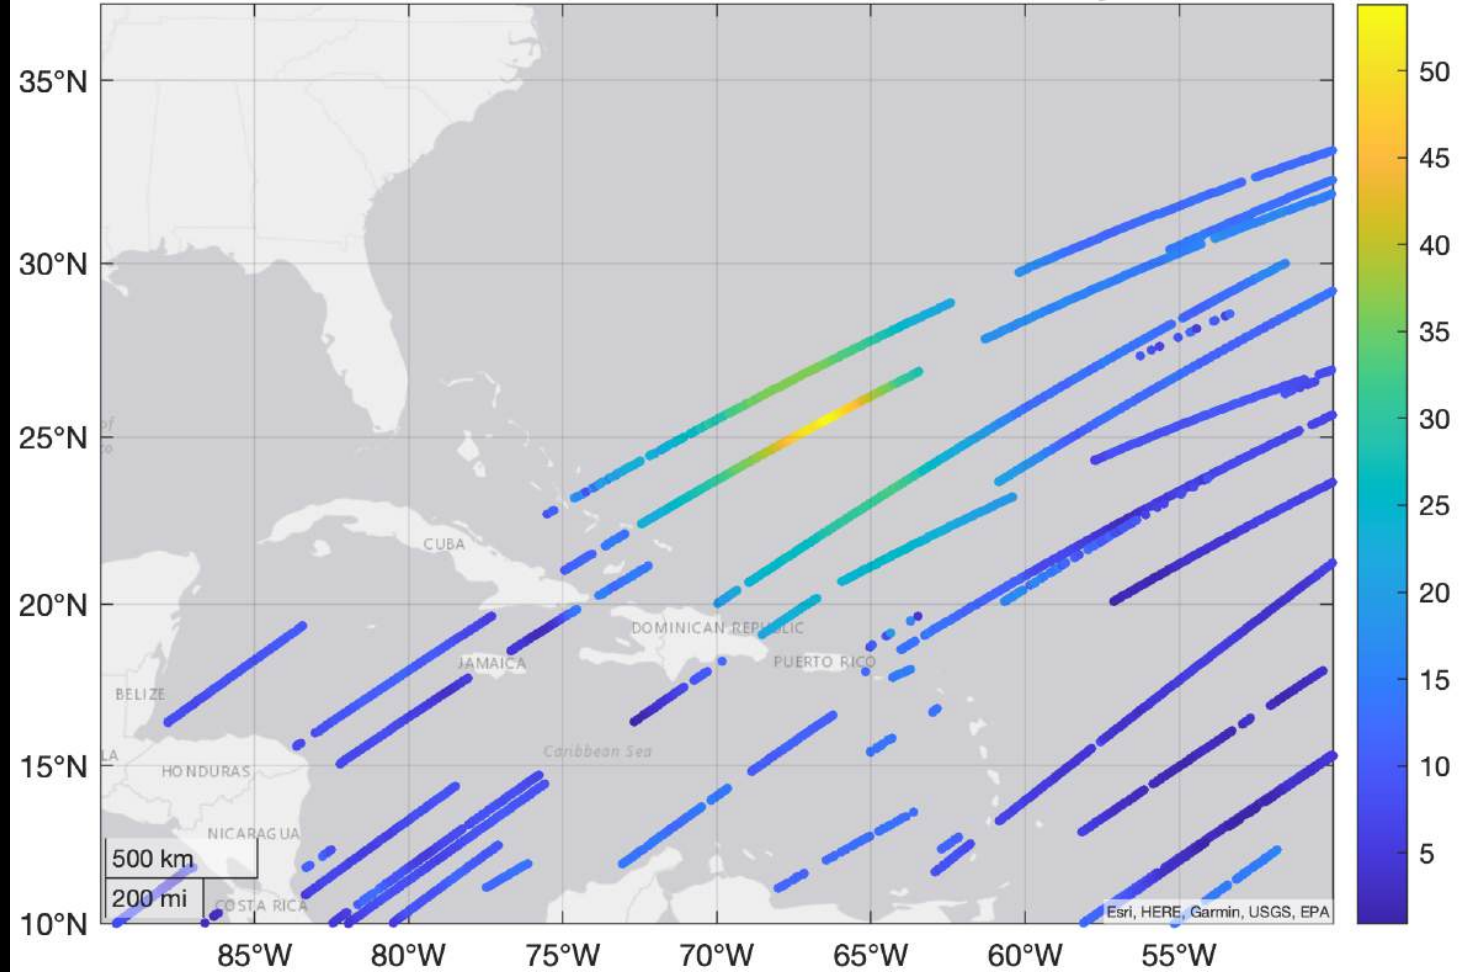 35°N
30°N
25°N
20°N
15°N
10°N
85°W
80°W
75°W
70°W
65°W
60°W
55°W
50
45
40
35
30
25
20
15
10
5
of
CUBA
DOMINICAN REPUBLIC
JAMAICA
PUERTO RICO
BELIZE
Caribbean Sea
LA
HONDURAS
NICARAGUA
COSTA RICA
500 km
200 mi
Esri, HERE, Garmin, USGS, EPA